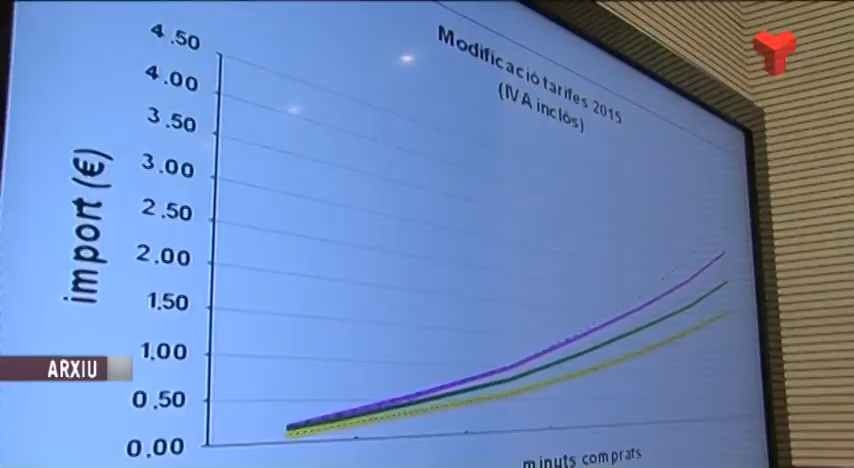 Modificació tarifes 2015
(IVA inclòs)
4.50
4.00
3.50
3.00
2.50
2.00
1.50
1.00
0.50
0.00
import (€)
minuts comprats
ARXIU